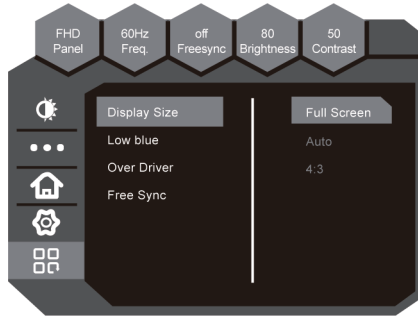 FHD
Panel
60Hz
Freq.
off
Freesync
80
Brightness
50
Contrast
Display Size
Full Screen
Low blue
Auto
Over Driver
4:3
Free Sync